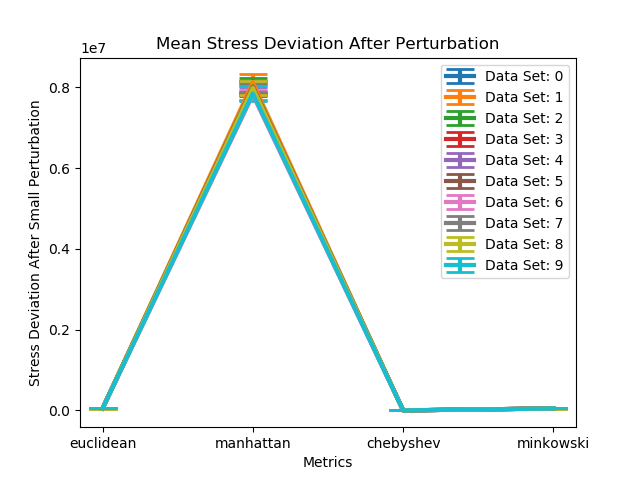 Mean Stress Deviation After Perturbation
1e7
0.8
0.6
0.4
0.2
0.0
Stress Deviation After Small Perturbation
euclidean
manhattan
chebyshev
minkowski
Metrics
Data Set: 0
Data Set: 1
Data Set: 2
Data Set: 3
Data Set: 4
Data Set: 5
Data Set: 6
Data Set: 7
Data Set: 8
Data Set: 9